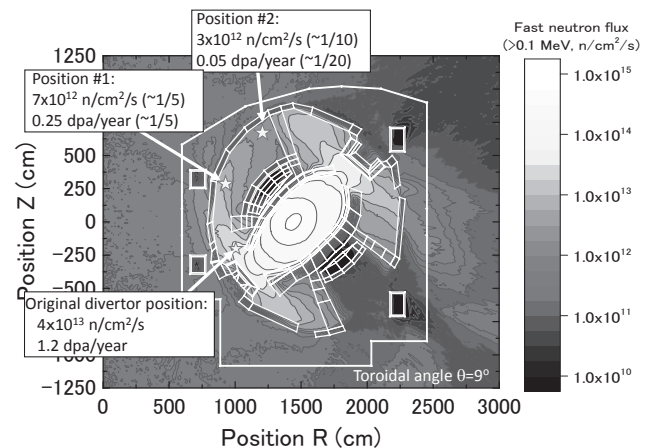 Position #2:
3x10¹² n/cm²/s (~1/10)
0.05 dpa/year (~1/20)
Fast neutron flux
(>0.1 MeV, n/cm²/s)
Position #1:
7x10¹² n/cm²/s (~1/5)
0.25 dpa/year (~1/5)
1250
500
250
0
-250
-500
1000
-1250
Position Z (cm)
Original divertor position:
4x10¹³ n/cm²/s
1.2 dpa/year
Toroidal angle θ=9°
0 500 1000 1500 2000 2500 3000
Position R (cm)
1.0x10¹⁵
1.0x10¹⁴
1.0x10¹³
1.0x10¹²
1.0x10¹¹
1.0x10¹⁰